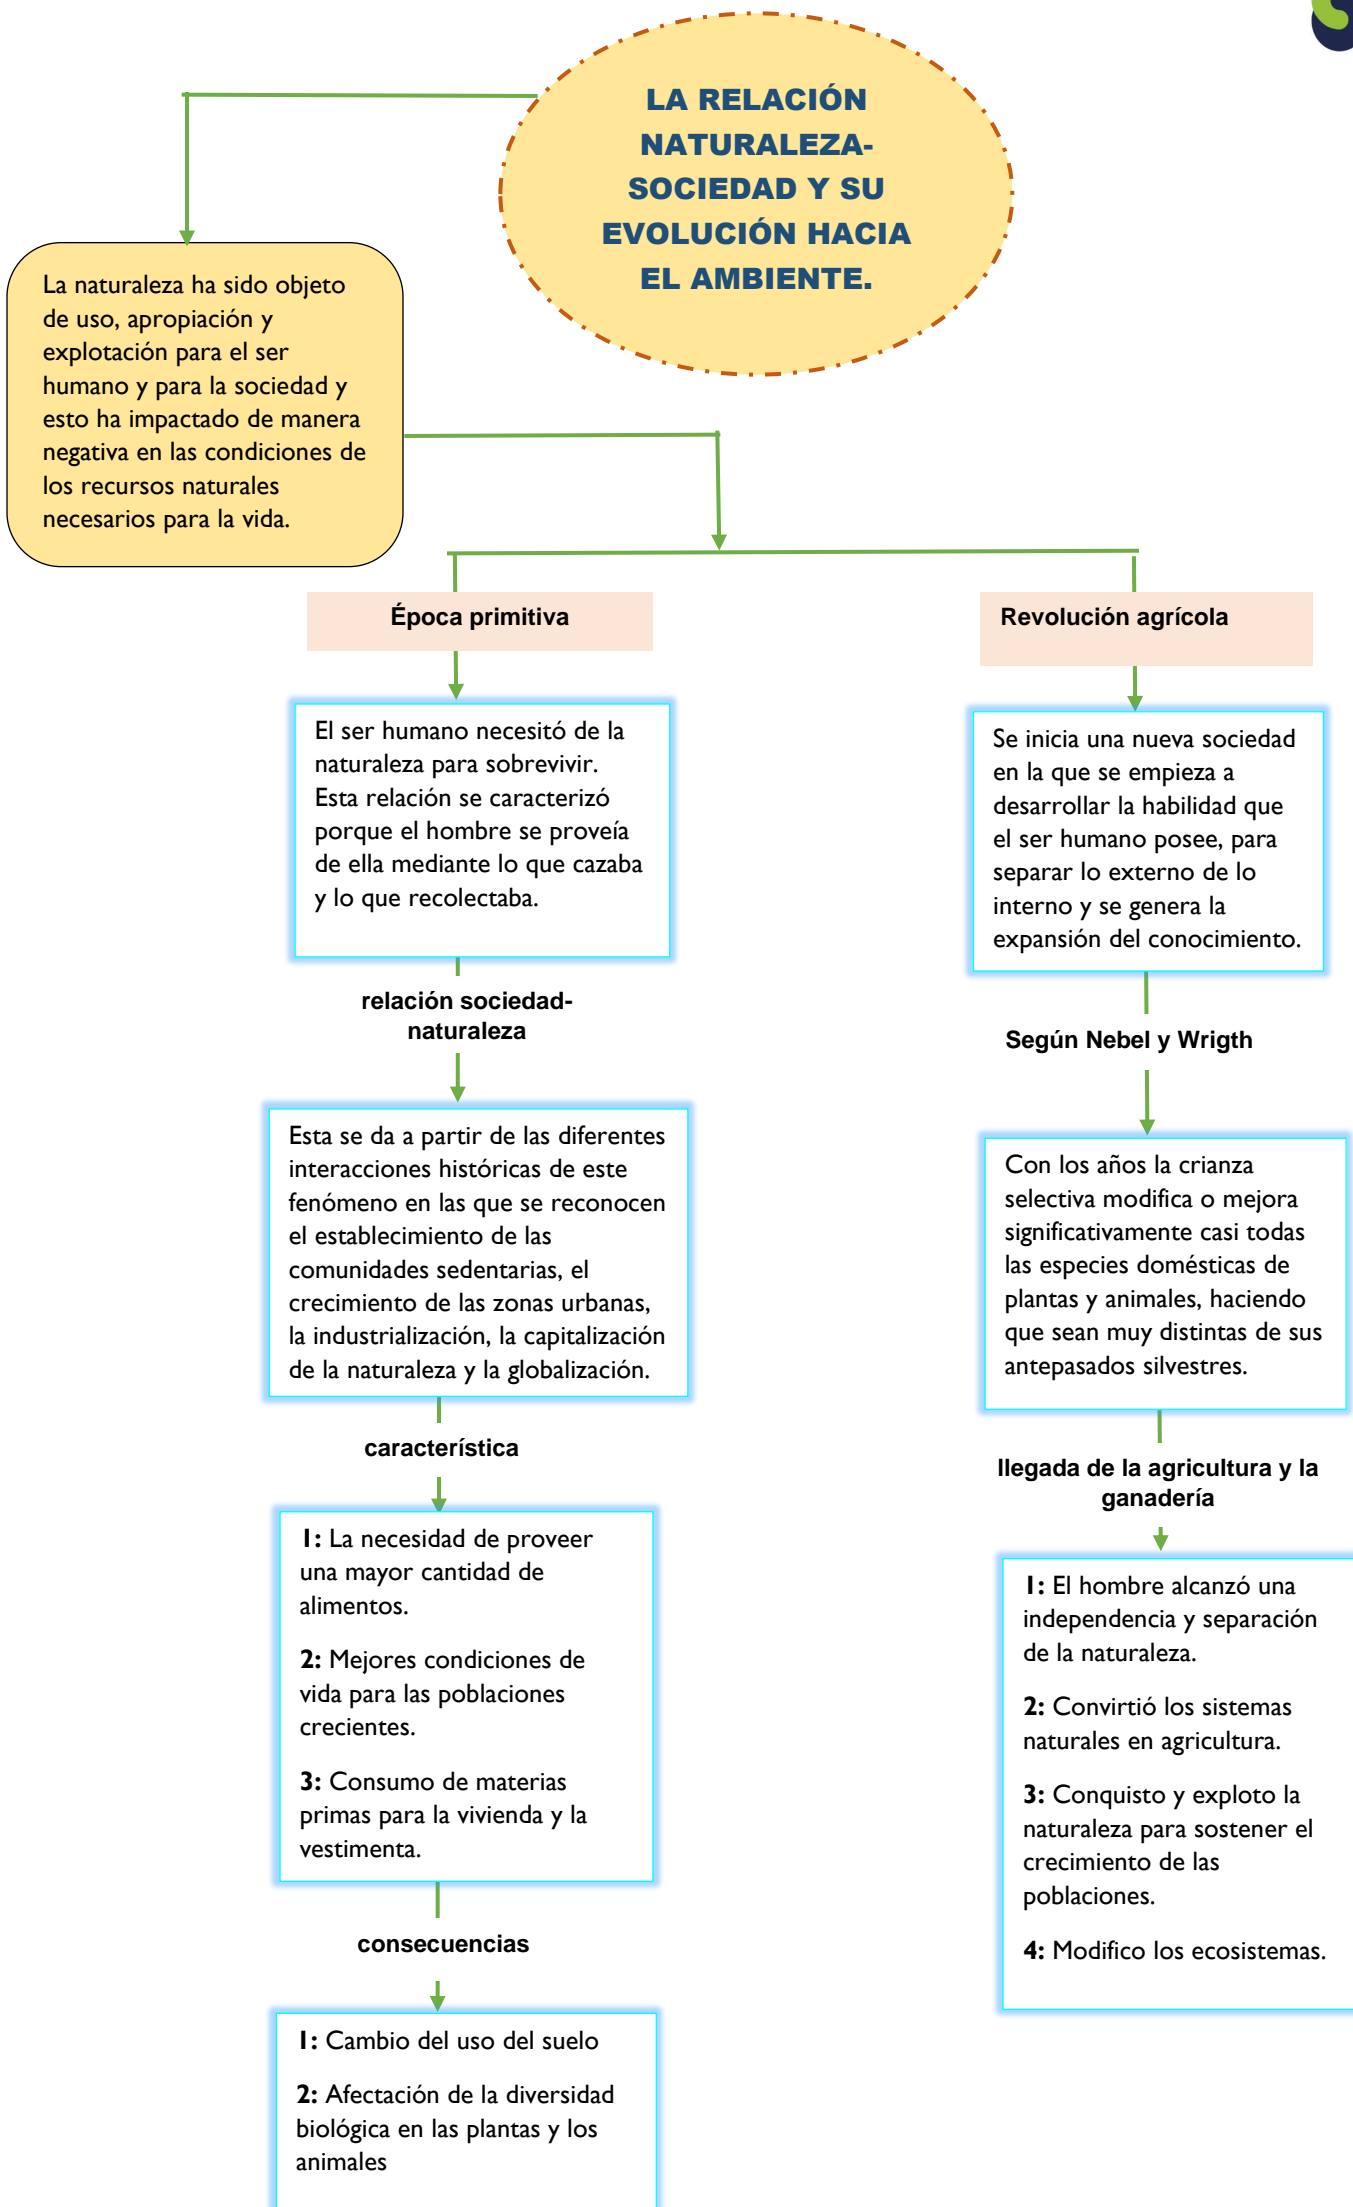 LA RELACIÓN
NATURALEZA-
SOCIEDAD Y SU
EVOLUCIÓN HACIA
EL AMBIENTE.
La naturaleza ha sido objeto
de uso, apropiación y
explotación para el ser
humano y para la sociedad y
esto ha impactado de manera
negativa en las condiciones de
los recursos naturales
necesarios para la vida.
Época primitiva
El ser humano necesitó de la
naturaleza para sobrevivir.
Esta relación se caracterizó
porque el hombre se proveía
de ella mediante lo que cazaba
y lo que recolectaba.
relación sociedad-
naturaleza
Esta se da a partir de las diferentes
interacciones históricas de este
fenómeno en las que se reconocen
el establecimiento de las
comunidades sedentarias, el
crecimiento de las zonas urbanas,
la industrialización, la capitalización
de la naturaleza y la globalización.
característica
1: La necesidad de proveer
una mayor cantidad de
alimentos.
2: Mejores condiciones de
vida para las poblaciones
crecientes.
3: Consumo de materias
primas para la vivienda y la
vestimenta.
consecuencias
1: Cambio del uso del suelo
2: Afectación de la diversidad
biológica en las plantas y los
animales
Revolución agrícola
Se inicia una nueva sociedad
en la que se empieza a
desarrollar la habilidad que
el ser humano posee, para
separar lo externo de lo
interno y se genera la
expansión del conocimiento.
Según Nebel y Wrigth
Con los años la crianza
selectiva modifica o mejora
significativamente casi todas
las especies domésticas de
plantas y animales, haciendo
que sean muy distintas de sus
antepasados silvestres.
llegada de la agricultura y la
ganadería
1: El hombre alcanzó una
independencia y separación
de la naturaleza.
2: Convirtió los sistemas
naturales en agricultura.
3: Conquisto y exploto la
naturaleza para sostener el
crecimiento de las
poblaciones.
4: Modifico los ecosistemas.